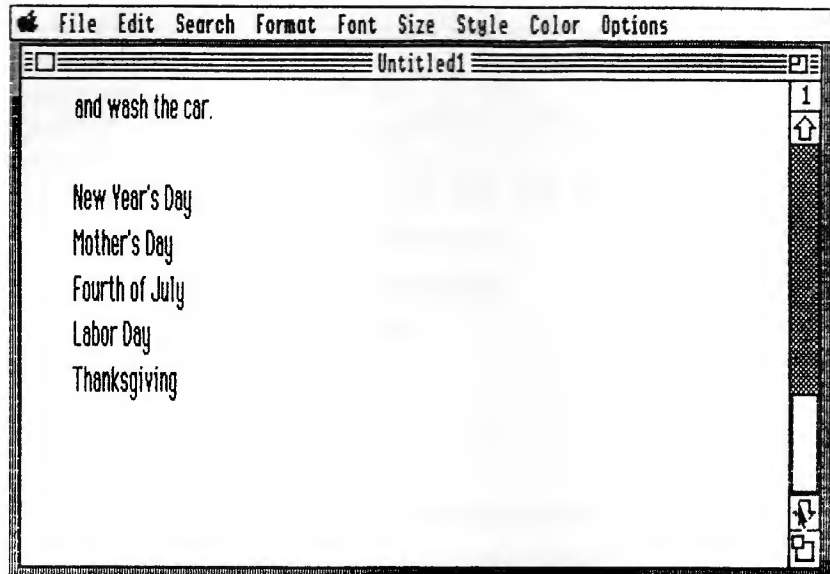 File Edit Search Format Font Size Style Color Options
Untitled1
1
and wash the car.
New Year's Day
Mother's Day
Fourth of July
Labor Day
Thanksgiving